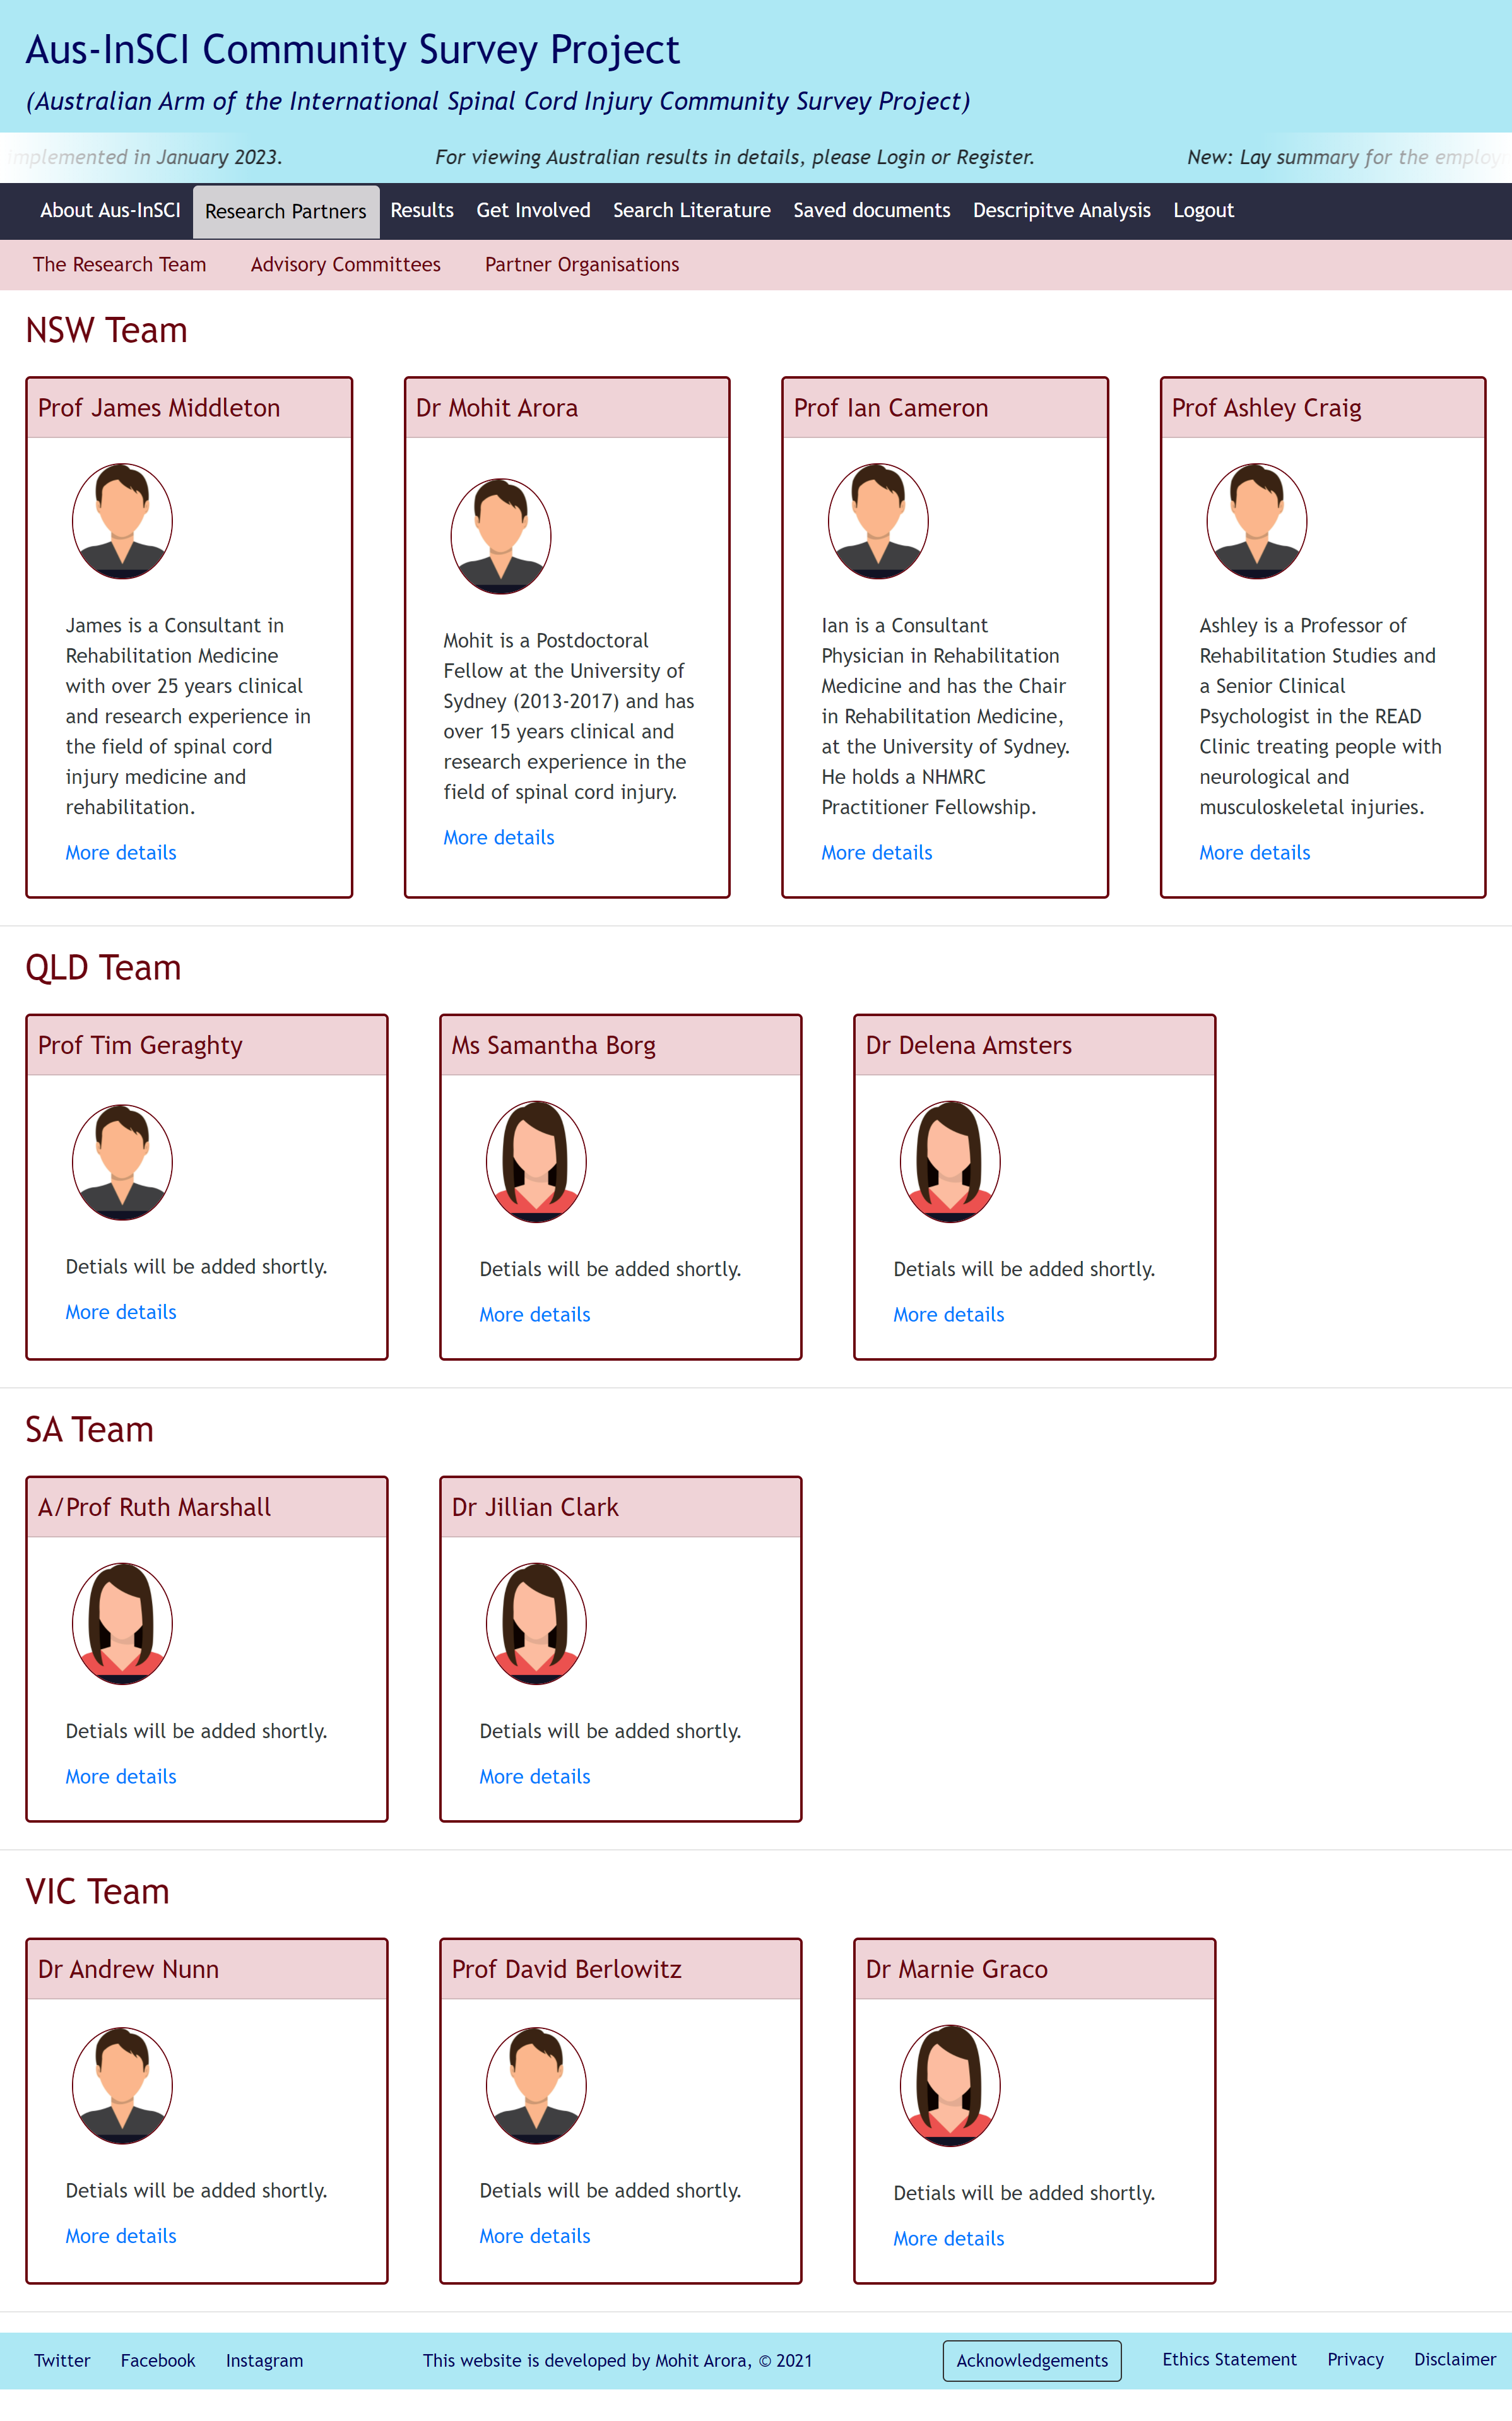 Aus-InSCI Community Survey Project
(Australian Arm of the International Spinal Cord Injury Community Survey Project)
implemented in January 2023. For viewing Australian results in details, please Login or Register. New: Lay summary for the
About Aus-InSCI Research Partners Results Get Involved Search Literature Saved documents Descripitve Analysis Logout
The Research Team Advisory Committees Partner Organisations
NSW Team
Prof James Middleton
James is a Consultant in
Rehabilitation Medicine
with over 25 years clinical
and research experience in
the field of spinal cord
injury medicine and
rehabilitation.
More details
Dr Mohit Arora
Mohit is a Postdoctoral
Fellow at the University of
Sydney (2013-2017) and has
over 15 years clinical and
research experience in the
field of spinal cord injury.
More details
Prof Ian Cameron
Ian is a Consultant
Physician in Rehabilitation
Medicine and has the Chair
in Rehabilitation Medicine,
at the University of Sydney.
He holds a NHMRC
Practitioner Fellowship.
More details
Prof Ashley Craig
Ashley is a Professor of
Rehabilitation Studies and
a Senior Clinical
Psychologist in the READ
Clinic treating people with
neurological and
musculoskeletal injuries.
More details
QLD Team
Prof Tim Geraghty
Detials will be added shortly.
More details
Ms Samantha Borg
Detials will be added shortly.
More details
Dr Delena Amsters
Detials will be added shortly.
More details
SA Team
A/Prof Ruth Marshall
Detials will be added shortly.
More details
Dr Jillian Clark
Detials will be added shortly.
More details
VIC Team
Dr Andrew Nunn
Detials will be added shortly.
More details
Prof David Berlowitz
Detials will be added shortly.
More details
Dr Marnie Graco
Detials will be added shortly.
More details
Twitter Facebook Instagram This website is developed by Mohit Arora, © 2021 Acknowledgements Ethics Statement Privacy Disclaimer